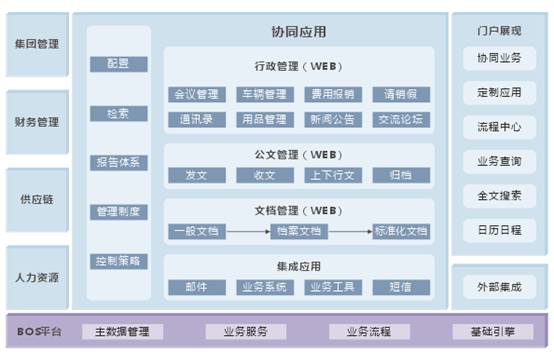 集团管理
财务管理
供应链
人力资源
协同应用
配置
检索
报告体系
管理制度
控制策略
行政管理（WEB）
会议管理 车辆管理 费用报销 请销假
通讯录 用品管理 新闻公告 交流论坛
公文管理（WEB）
发文 收文 上下行文 归档
文档管理（WEB）
一般文档 档案文档 标准化文档
集成应用
邮件 业务系统 业务工具 短信
门户展现
协同业务
定制应用
流程中心
业务查询
全文搜索
日历日程
外部集成
BOS平台 主数据管理 业务服务 业务流程 基础引擎